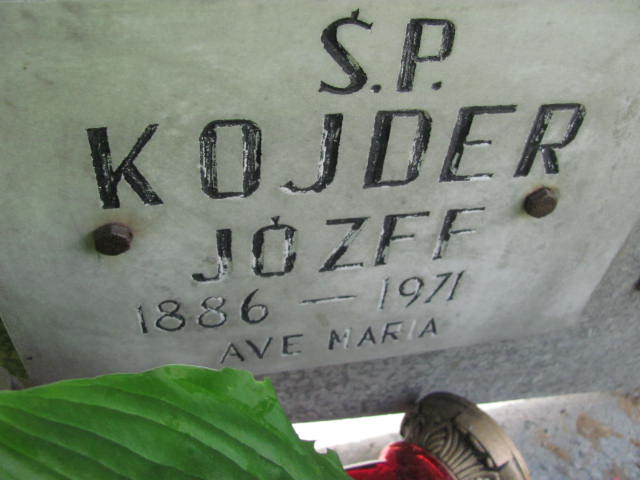 Ś.P.
KOJDER
JÓZEF
1886 — 1971
AVE MARIA